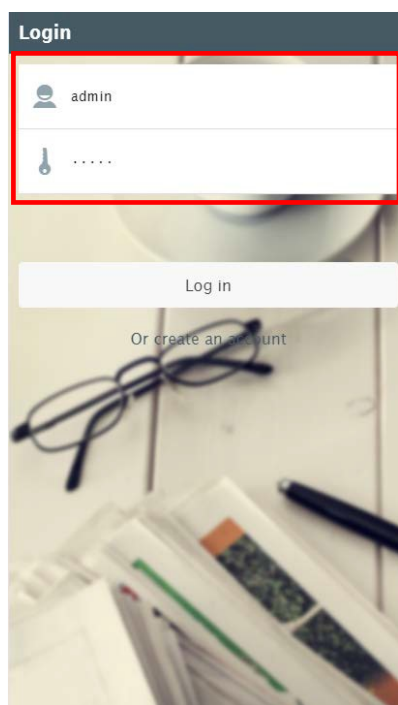 Login
admin
.....
Log in
Or create an account